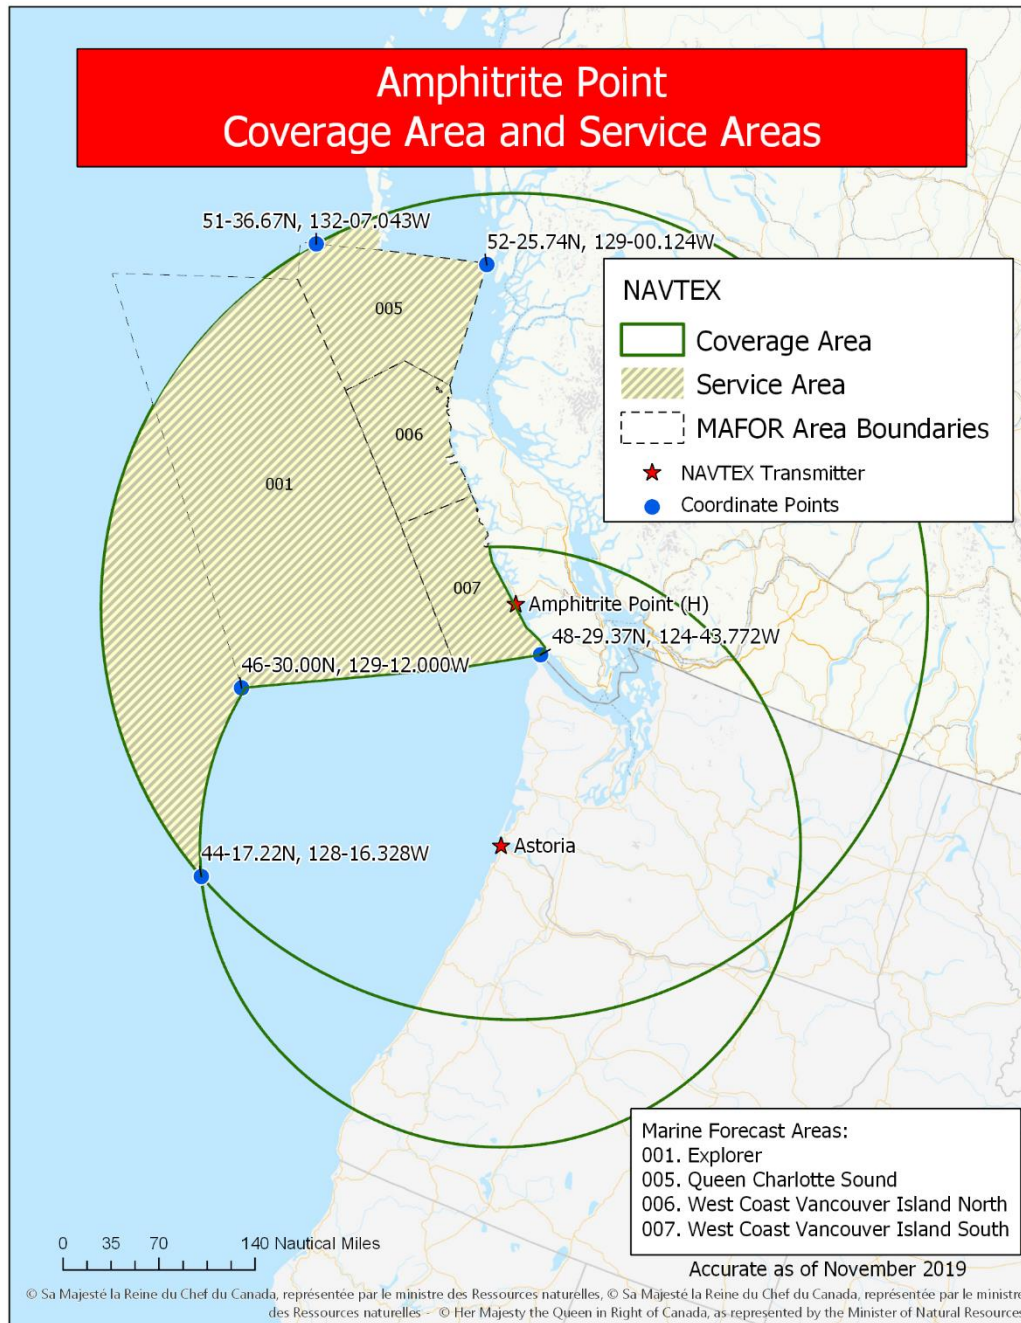 Amphitrite Point
Coverage Area and Service Areas
51-36.67N, 132-07.043W
52-25.74N, 129-00.124W
NAVTEX
Coverage Area
Service Area
MAFOR Area Boundaries
NAVTEX Transmitter
Coordinate Points
005
006
001
007
Amphitrite Point (H)
48-29.37N, 124-43.772W
46-30.00N, 129-12.000W
Astoria
44-17.22N, 128-16.328W
Marine Forecast Areas:
001. Explorer
005. Queen Charlotte Sound
006. West Coast Vancouver Island North
007. West Coast Vancouver Island South
0 35 70 140 Nautical Miles
Accurate as of November 2019
© Sa Majesté la Reine du Chef du Canada, représentée par le ministre des Ressources naturelles, © Sa Majesté la Reine du Chef du Canada, représentée par le ministre
des Ressources naturelles - © Her Majesty the Queen in Right of Canada, as represented by the Minister of Natural Resources